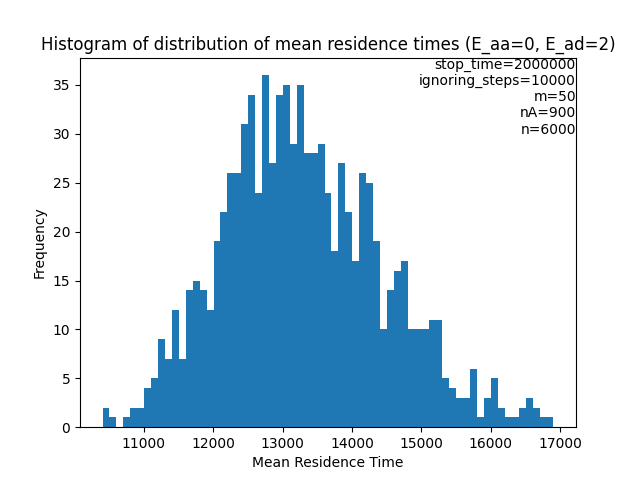 Histogram of distribution of mean residence times (E_aa=0, E_ad=2)
stop_time=2000000
ignoring_steps=10000
m=50
nA=900
n=6000
35
30
25
20
15
10
5
0
Frequency
11000 12000 13000 14000 15000 16000 17000
Mean Residence Time